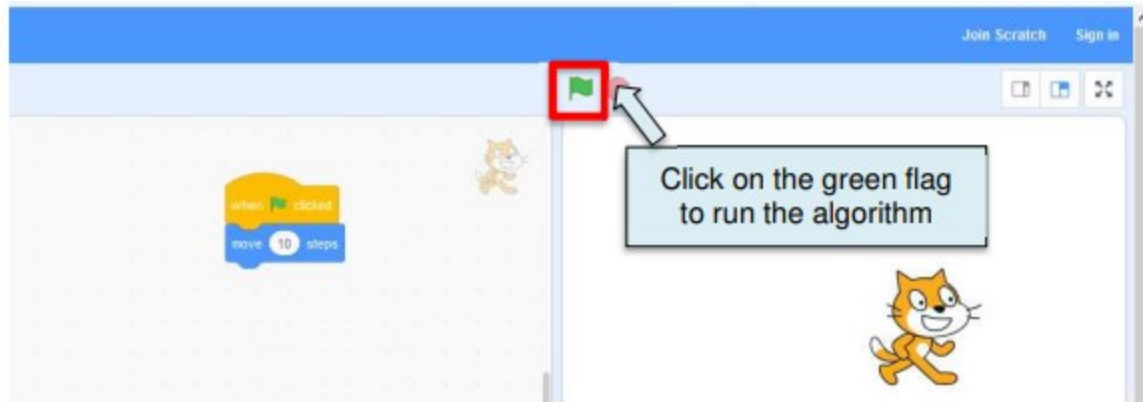 Join Scratch Sign in
Click on the green flag
to run the algorithm
when clicked
move 10 steps